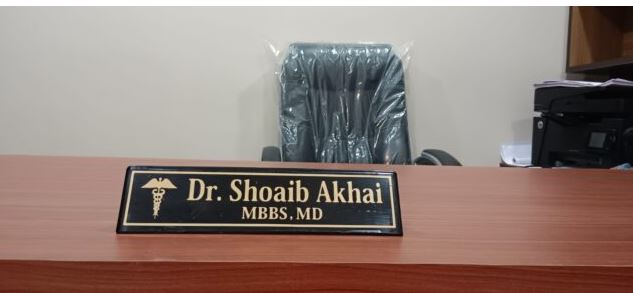 Dr. Shoaib Akhai
MBBS, MD